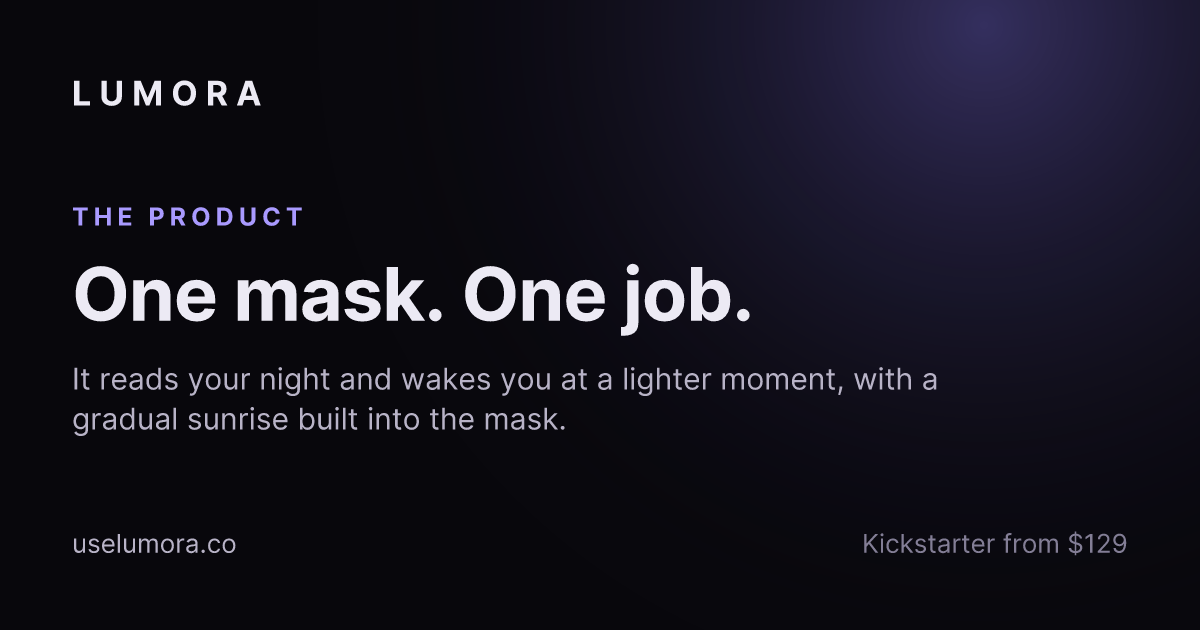 LUMORA
THE PRODUCT
One mask. One job.
It reads your night and wakes you at a lighter moment, with a
gradual sunrise built into the mask.
uselumora.co
Kickstarter from $129